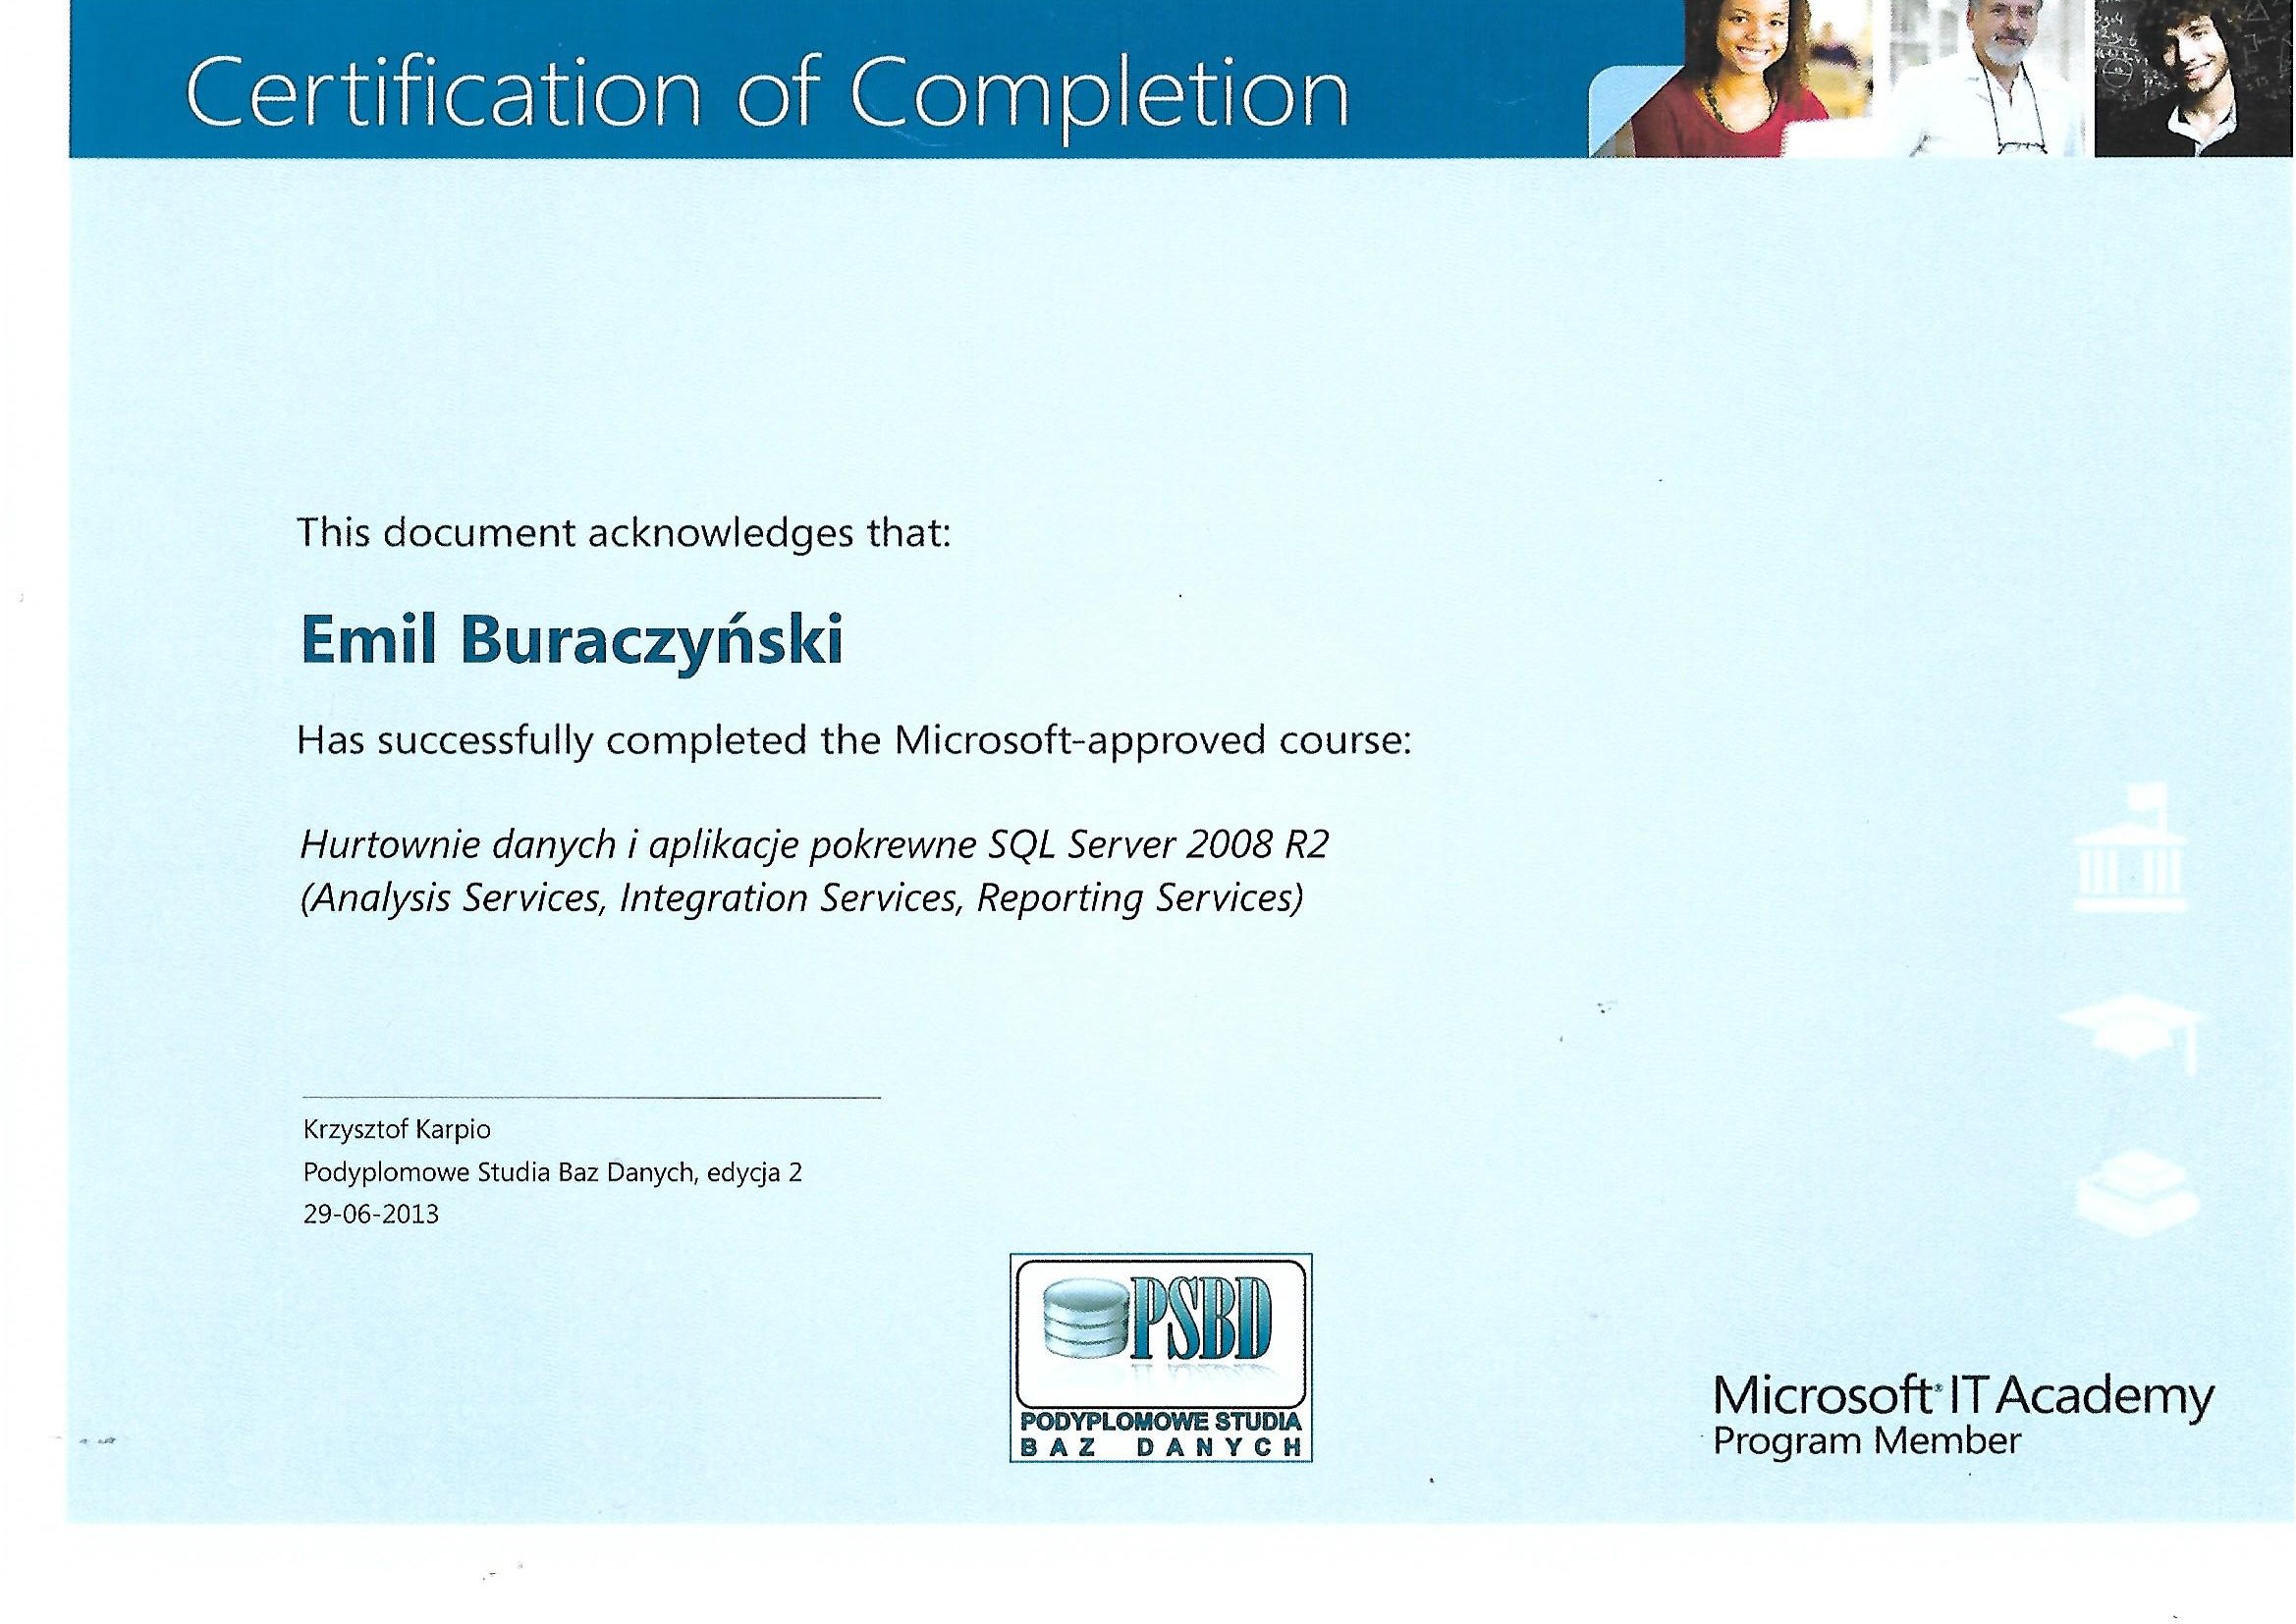 Certification of Completion
This document acknowledges that:
Emil Buraczyński
Has successfully completed the Microsoft-approved course:
Hurtownie danych i aplikacje pokrewne SQL Server 2008 R2
(Analysis Services, Integration Services, Reporting Services)
Krzysztof Karpio
Podyplomowe Studia Baz Danych, edycja 2
29-06-2013
PSBD
PODYPLOMOWE STUDIA
BAZ DANYCH
Microsoft® IT Academy
Program Member